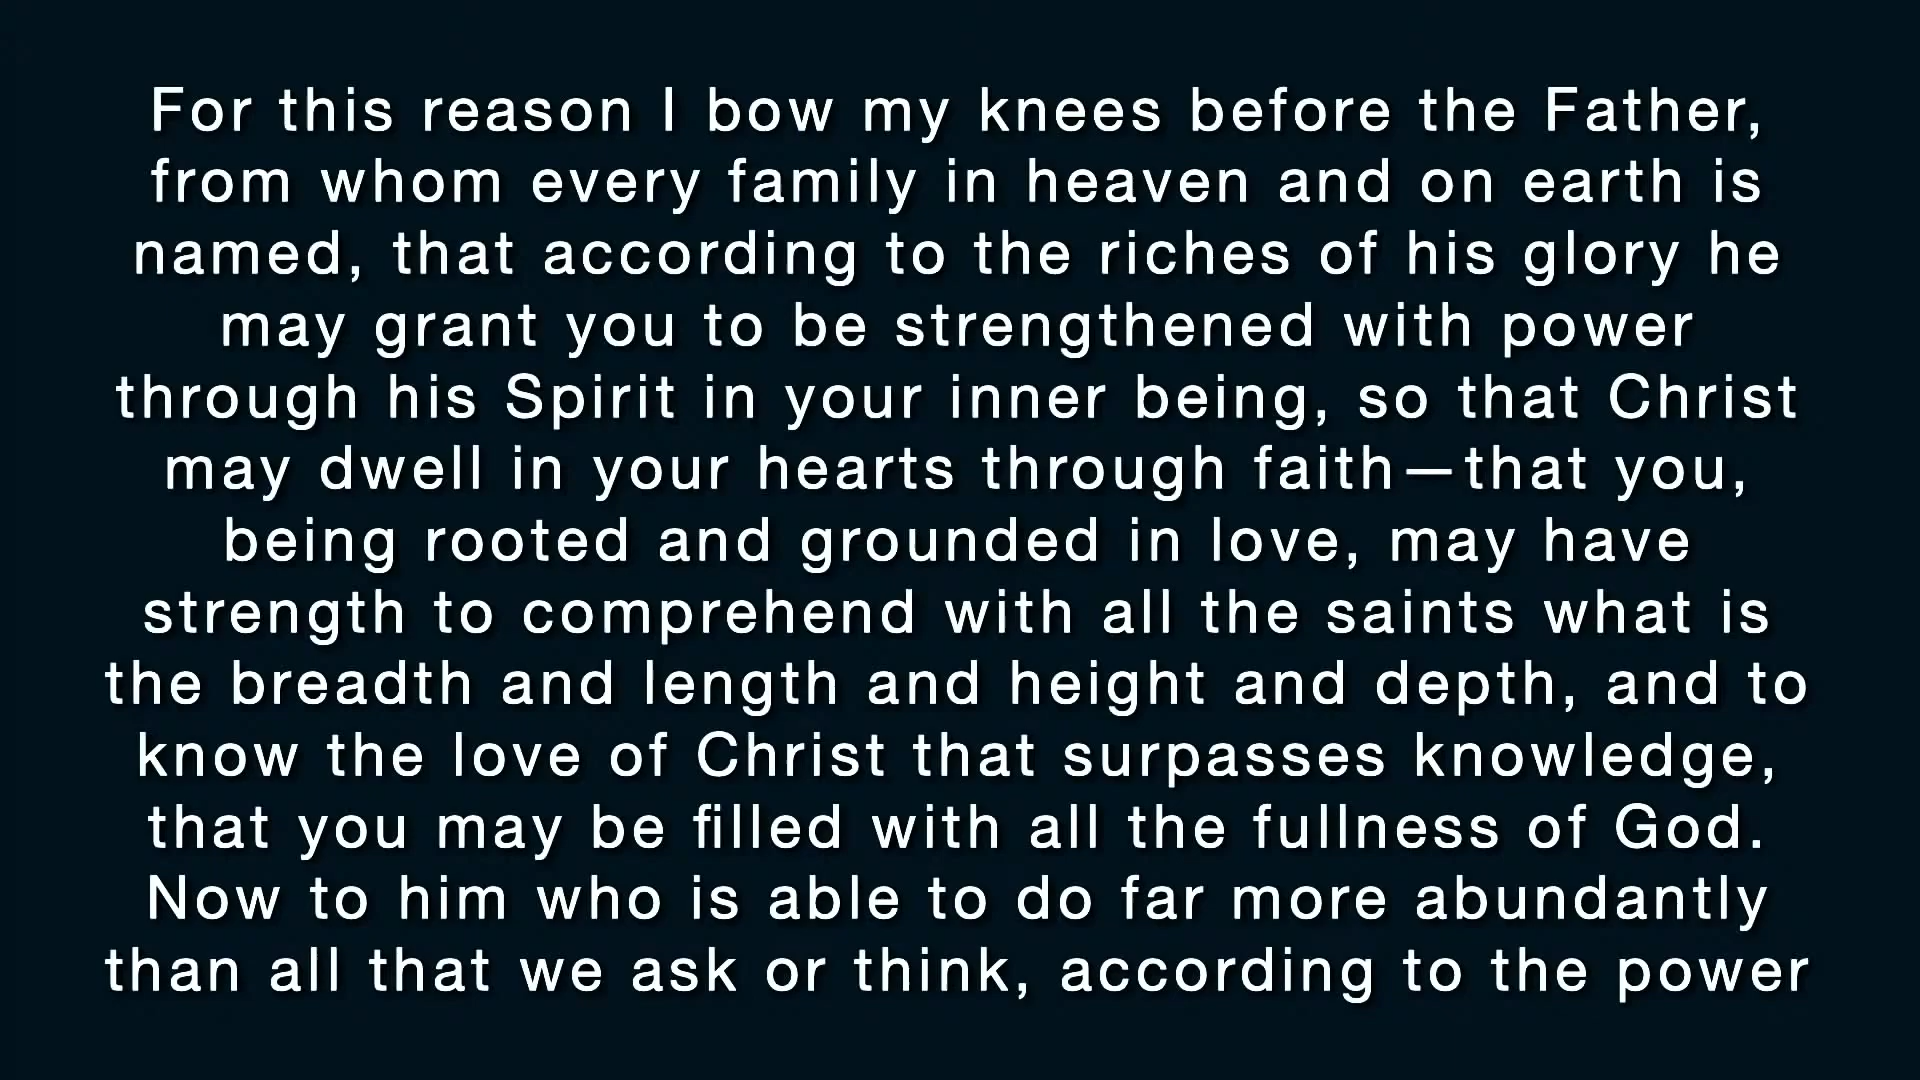 For this reason I bow my knees before the Father,
from whom every family in heaven and on earth is
named, that according to the riches of his glory he
may grant you to be strengthened with power
through his Spirit in your inner being, so that Christ
may dwell in your hearts through faith—that you,
being rooted and grounded in love, may have
strength to comprehend with all the saints what is
the breadth and length and height and depth, and to
know the love of Christ that surpasses knowledge,
that you may be filled with all the fullness of God.
Now to him who is able to do far more abundantly
than all that we ask or think, according to the power